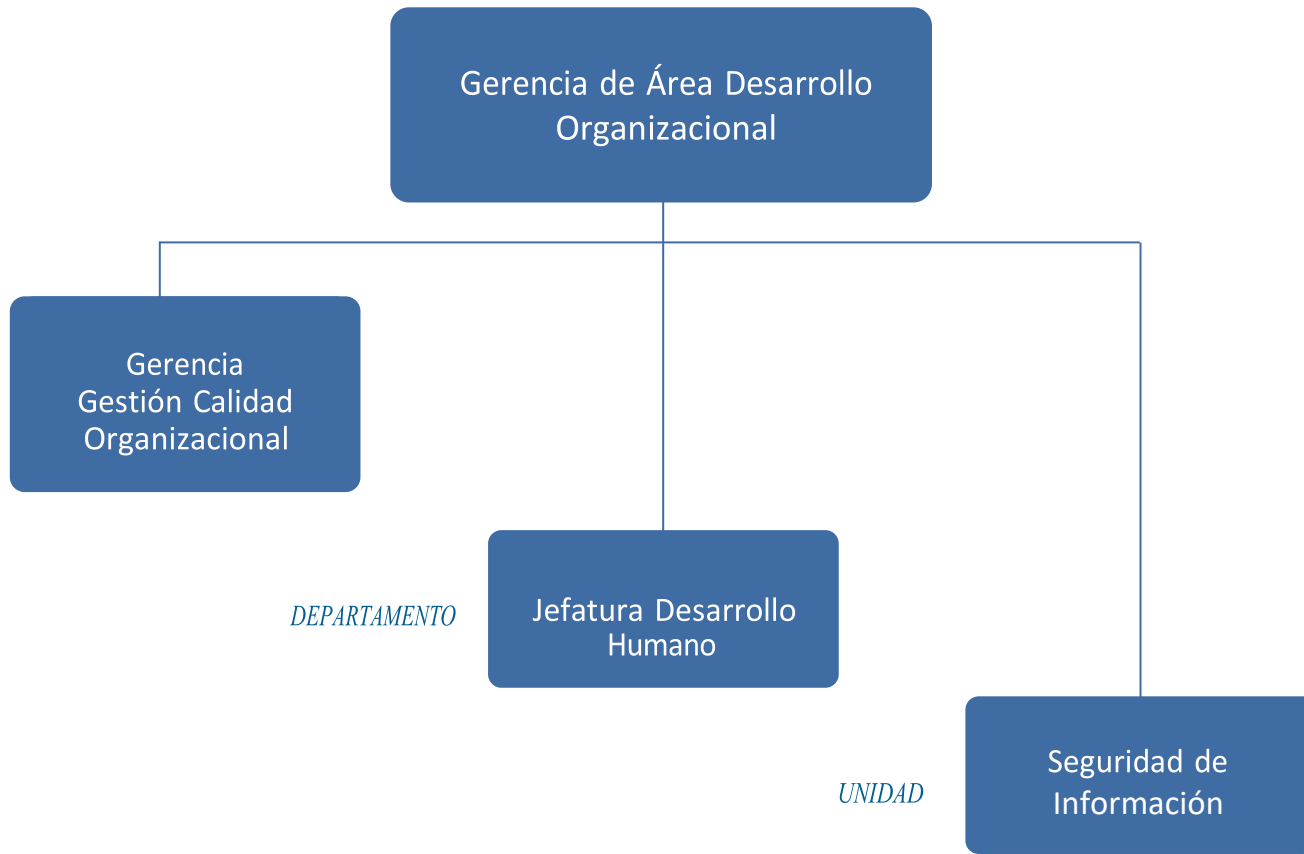 Gerencia de Área Desarrollo
Organizacional
Gerencia
Gestión Calidad
Organizacional
DEPARTAMENTO
Jefatura Desarrollo
Humano
UNIDAD
Seguridad de
Información